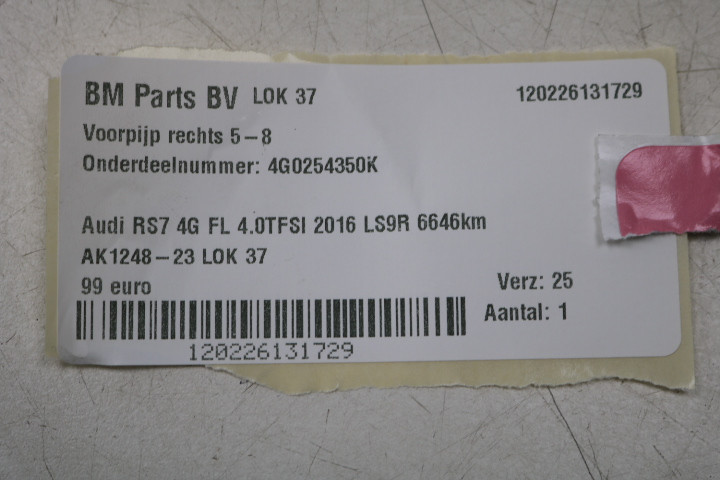 BM Parts BV LOK 37 120226131729
Voorpijp rechts 5-8
Onderdeelnummer: 4G0254350K
Audi RS7 4G FL 4.0TFSI 2016 LS9R 6646km
AK1248-23 LOK 37
99 euro Verz: 25
Aantal: 1
120226131729